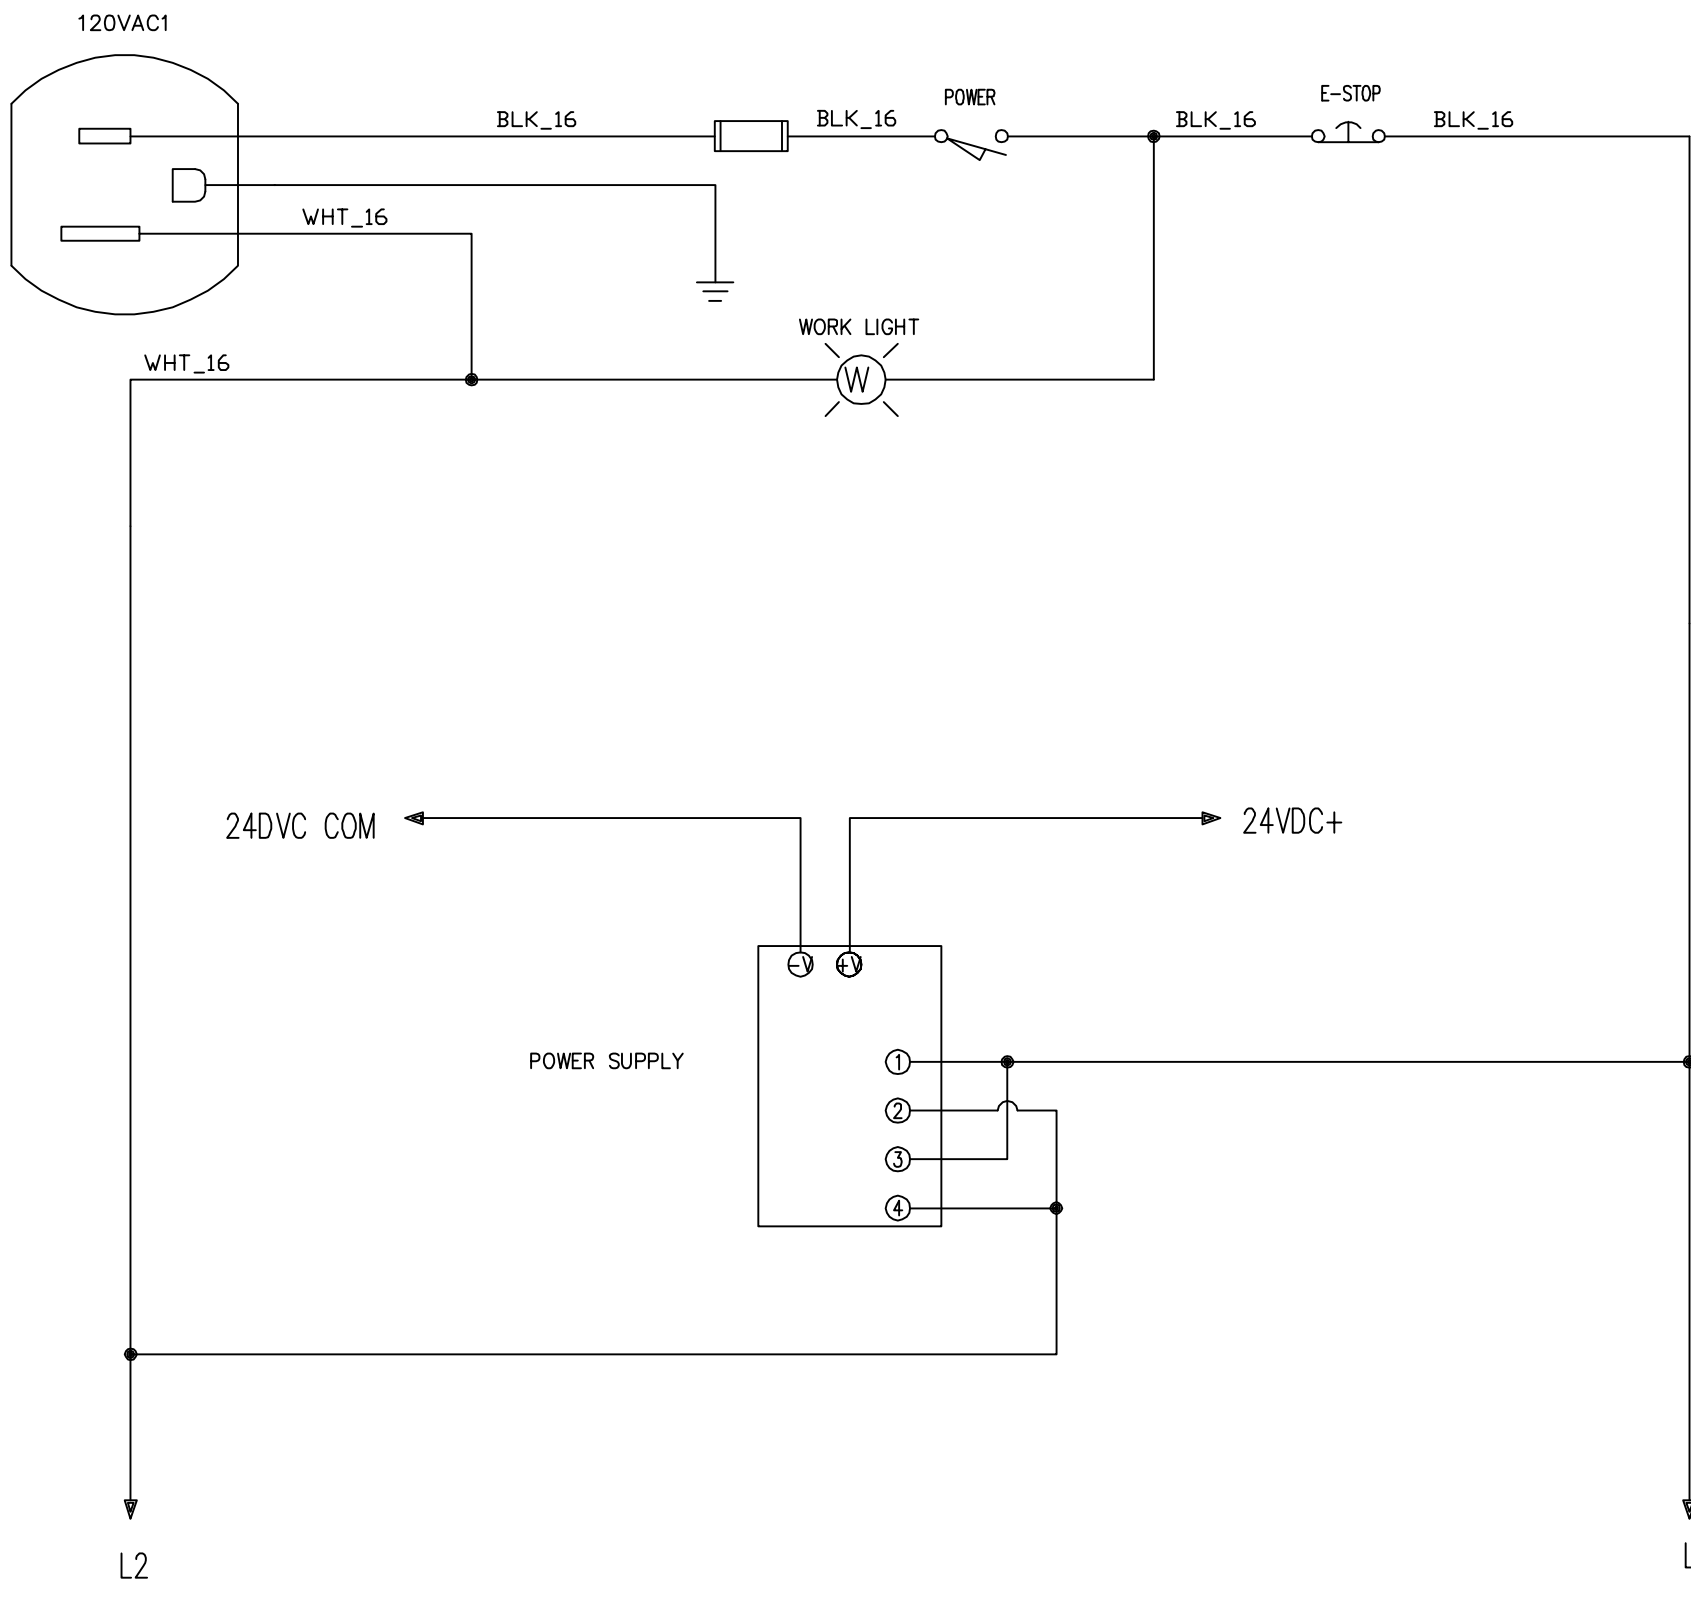 120VAC1
POWER
E-STOP
BLK_16
BLK_16
BLK_16
BLK_16
WHT_16
WORK LIGHT
WHT_16
W
24DVC COM
24VDC+
-V
+V
POWER SUPPLY
1
2
3
4
L2
L